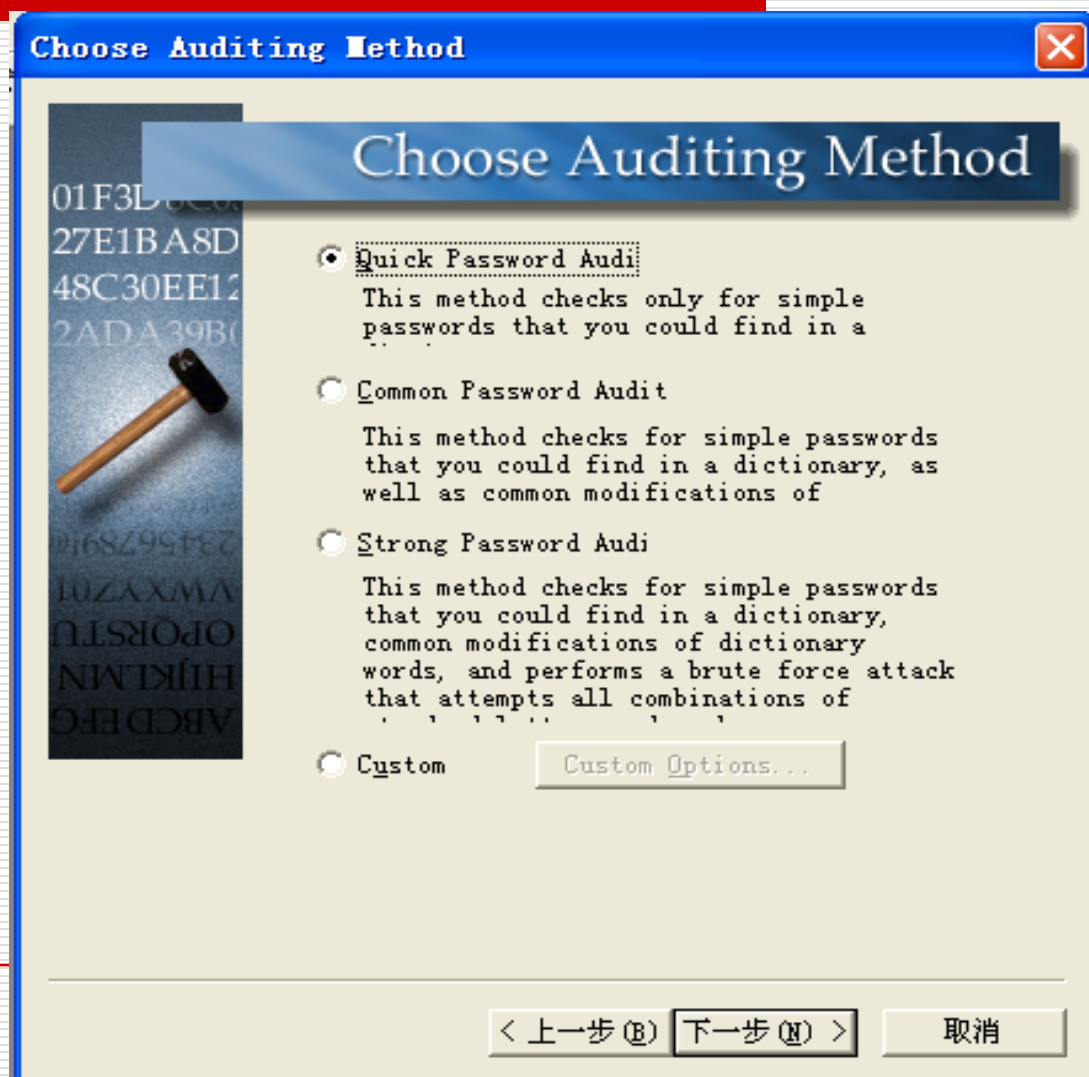 Choose Auditing Method
Choose Auditing Method
01F3D
27E1BA8D
48C30EE12
2ADA39B(
Quick Password Audi
This method checks only for simple
passwords that you could find in a
Common Password Audit
This method checks for simple passwords
that you could find in a dictionary, as
well as common modifications of
Strong Password Audi
This method checks for simple passwords
that you could find in a dictionary,
common modifications of dictionary
words, and performs a brute force attack
that attempts all combinations of
Custom
Custom Options...
VWXYZ01
OPQRSTU
HIJKLMN
ABCDEFG
< 上一步(B)
下一步(N) >
取消